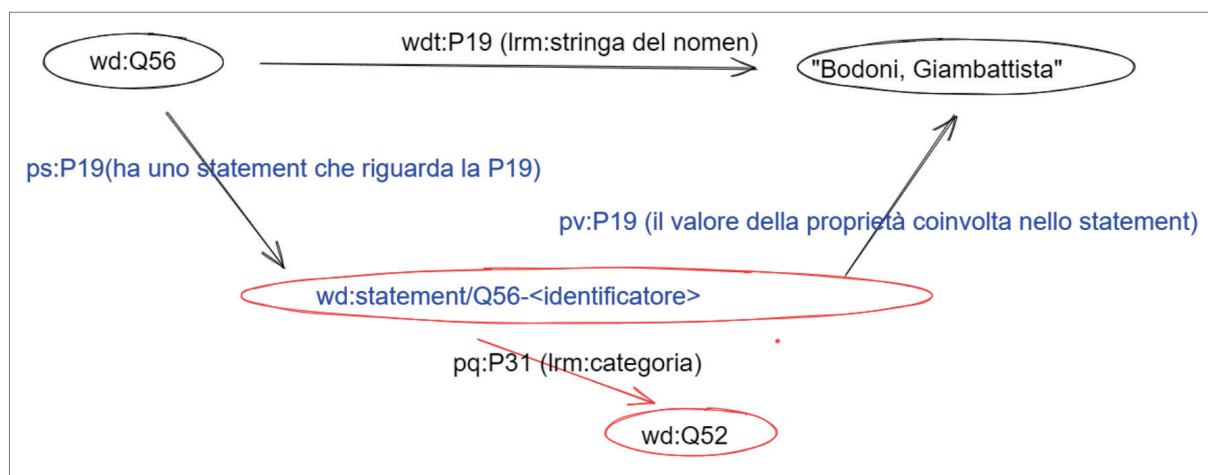 wd:Q56
wdt:P19 (lrm:stringa del nomen)
"Bodoni, Giambattista"
ps:P19(ha uno statement che riguarda la P19)
pv:P19 (il valore della proprietà coinvolta nello statement)
wd:statement/Q56-<identificatore>
pq:P31 (lrm:categoria)
wd:Q52